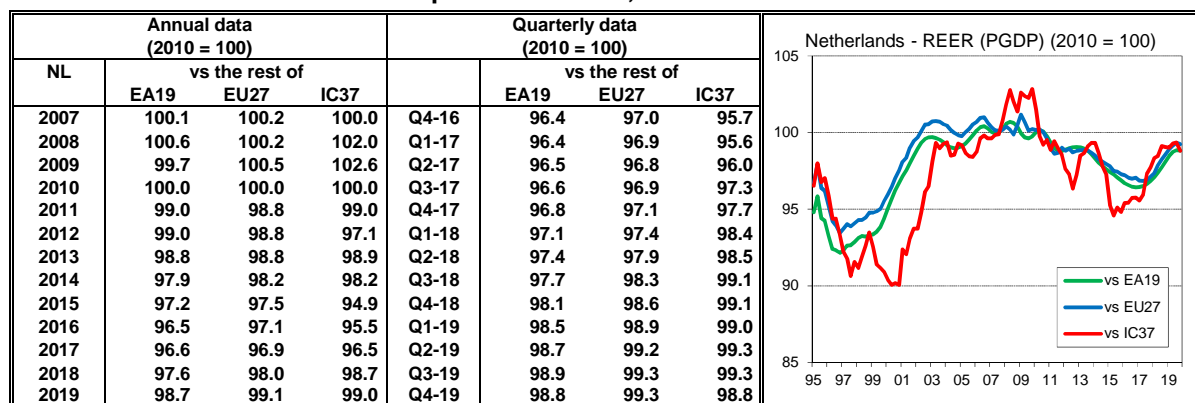 Annual data Quarterly data
(2010 = 100) (2010 = 100)
NL vs the rest of vs the rest of
EA19 EU27 IC37 EA19 EU27 IC37
2007 100.1 100.2 100.0 Q4-16 96.4 97.0 95.7
2008 100.6 100.2 102.0 Q1-17 96.4 96.9 95.6
2009 99.7 100.5 102.6 Q2-17 96.5 96.8 96.0
2010 100.0 100.0 100.0 Q3-17 96.6 96.9 97.3
2011 99.0 98.8 99.0 Q4-17 96.8 97.1 97.7
2012 99.0 98.8 97.1 Q1-18 97.1 97.4 98.4
2013 98.8 98.8 98.9 Q2-18 97.4 97.9 98.5
2014 97.9 98.2 98.2 Q3-18 97.7 98.3 99.1
2015 97.2 97.5 94.9 Q4-18 98.1 98.6 99.1
2016 96.5 97.1 95.5 Q1-19 98.5 98.9 99.0
2017 96.6 96.9 96.5 Q2-19 98.7 99.2 99.3
2018 97.6 98.0 98.7 Q3-19 98.9 99.3 99.3
2019 98.7 99.1 99.0 Q4-19 98.8 99.3 98.8
Netherlands - REER (PGDP) (2010 = 100)
105
100
95
90
85
vs EA19
vs EU27
vs IC37
95 97 99 01 03 05 07 09 11 13 15 17 19